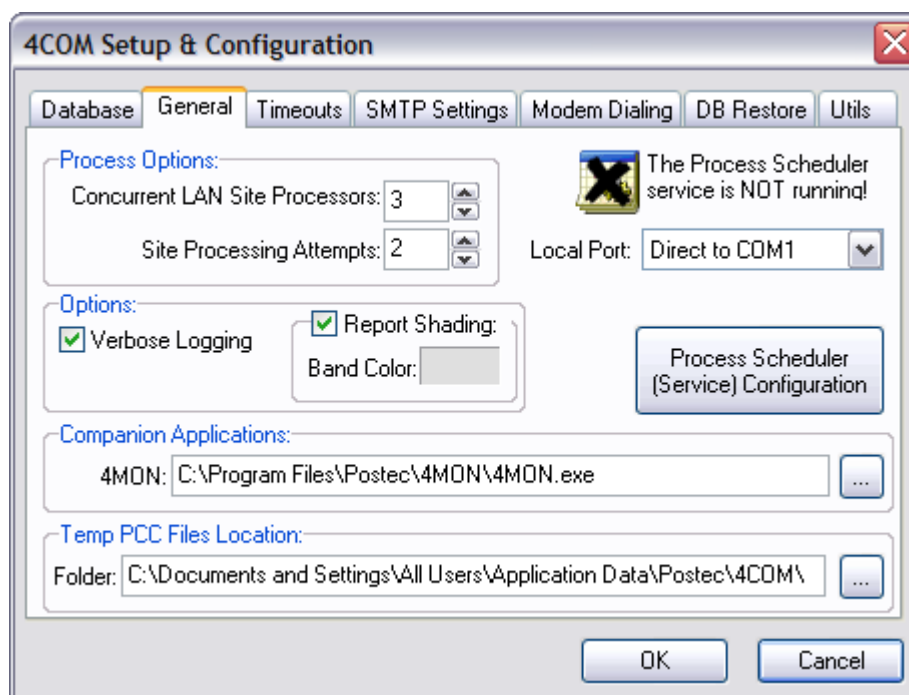 4COM Setup & Configuration
Database General Timeouts SMTP Settings Modem Dialing DB Restore Utils
Process Options:
Concurrent LAN Site Processors: 3
Site Processing Attempts: 2
The Process Scheduler
service is NOT running!
Local Port: Direct to COM1
Options:
Verbose Logging
Report Shading:
Band Color:
Process Scheduler
(Service) Configuration
Companion Applications:
4MON: C:\Program Files\Postec\4MON\4MON.exe
...
Temp PCC Files Location:
Folder: C:\Documents and Settings\All Users\Application Data\Postec\4COM\
...
OK Cancel